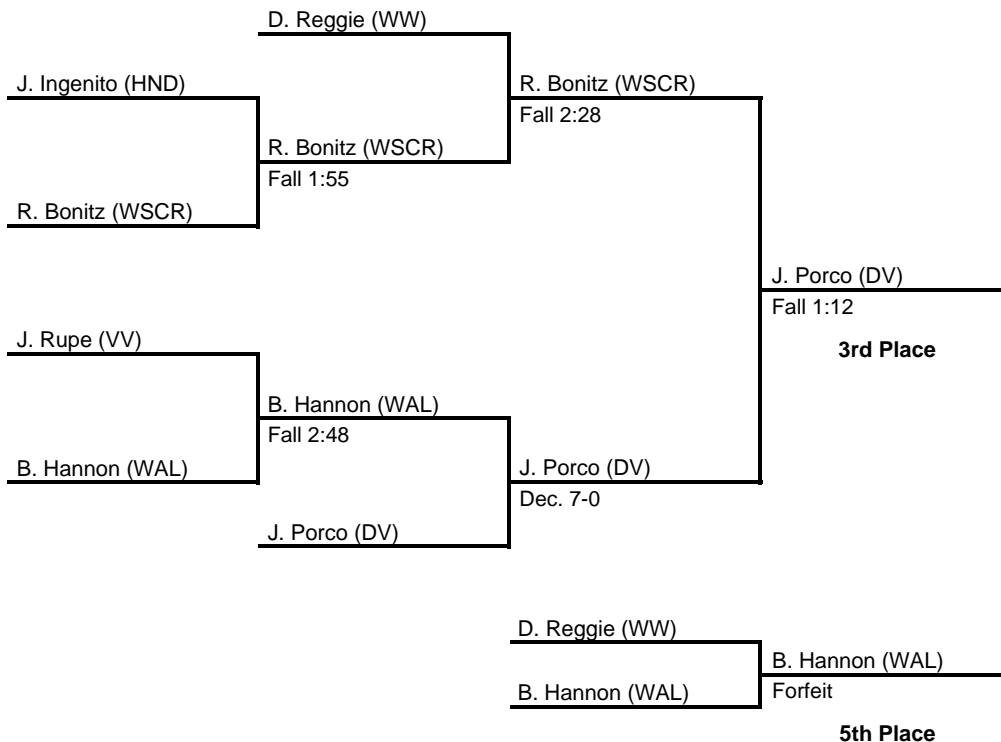 D. Reggie (WW)
J. Ingenito (HND)
R. Bonitz (WSCR)
Fall 2:28
R. Bonitz (WSCR)
Fall 1:55
R. Bonitz (WSCR)
J. Porco (DV)
Fall 1:12
J. Rupe (VV)
3rd Place
B. Hannon (WAL)
Fall 2:48
B. Hannon (WAL)
J. Porco (DV)
Dec. 7-0
J. Porco (DV)
D. Reggie (WW)
B. Hannon (WAL)
B. Hannon (WAL)
Forfeit
5th Place